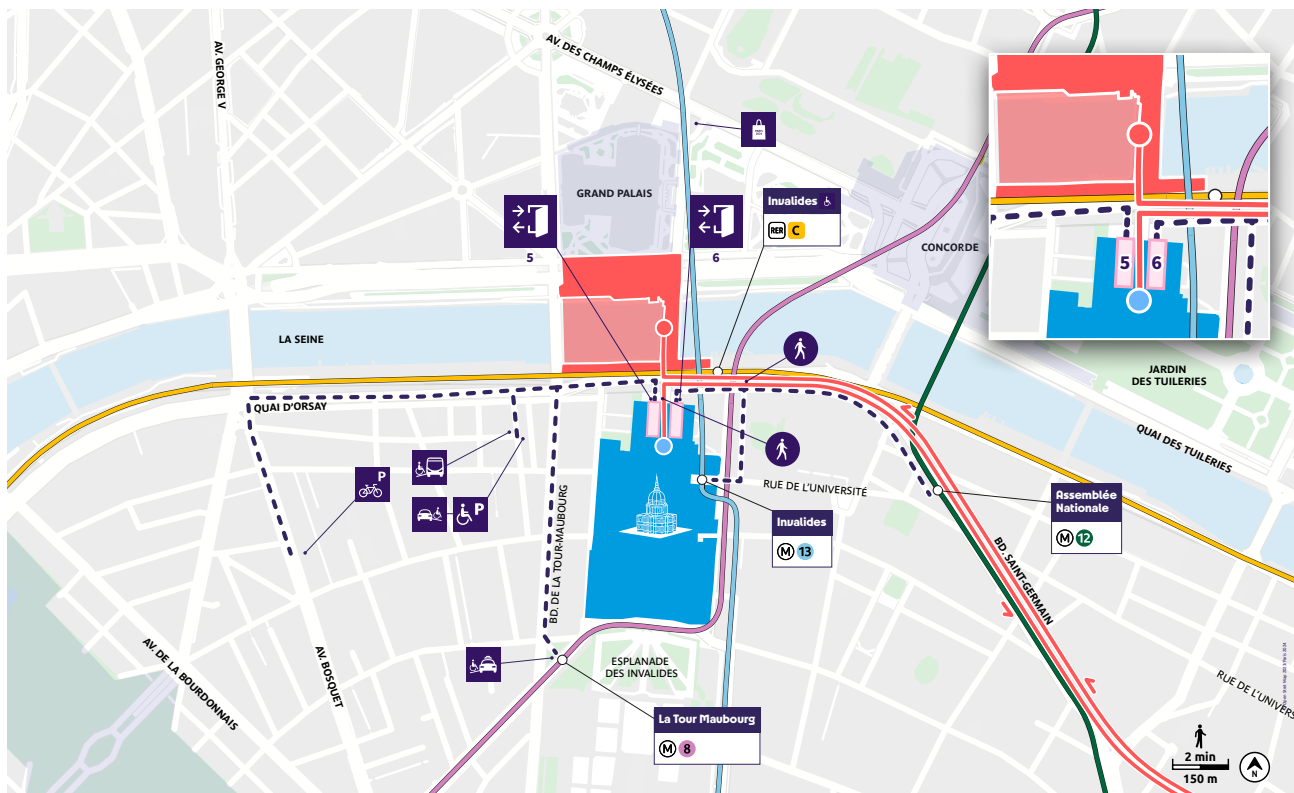 AV. GEORGE V
AV. DES CHAMPS ÉLYSÉES
GRAND PALAIS
5
6
Invalides
RER C
CONCORDE
5
6
LA SEINE
JARDIN
DES TUILERIES
QUAI D'ORSAY
QUAI DES TUILERIES
P
P
RUE DE L'UNIVERSITÉ
Assemblée
Nationale
M 12
Invalides
M 13
BD. DE LA TOUR-MAUBOURG
BD. SAINT-GERMAIN
AV. DE LA BOURDONNAIS
AV. BOSQUET
ESPLANADE
DES INVALIDES
RUE DE L'UNIVERS
La Tour Maubourg
M 8
2 min
150 m
N